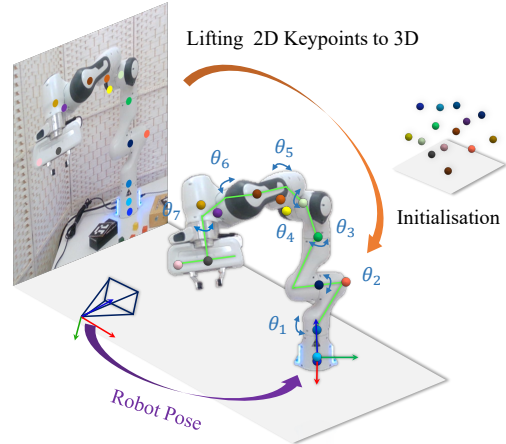 Lifting 2D Keypoints to 3D
θ₅
θ₆
θ₇
θ₄
θ₃
Initialisation
θ₂
θ₁
Robot Pose